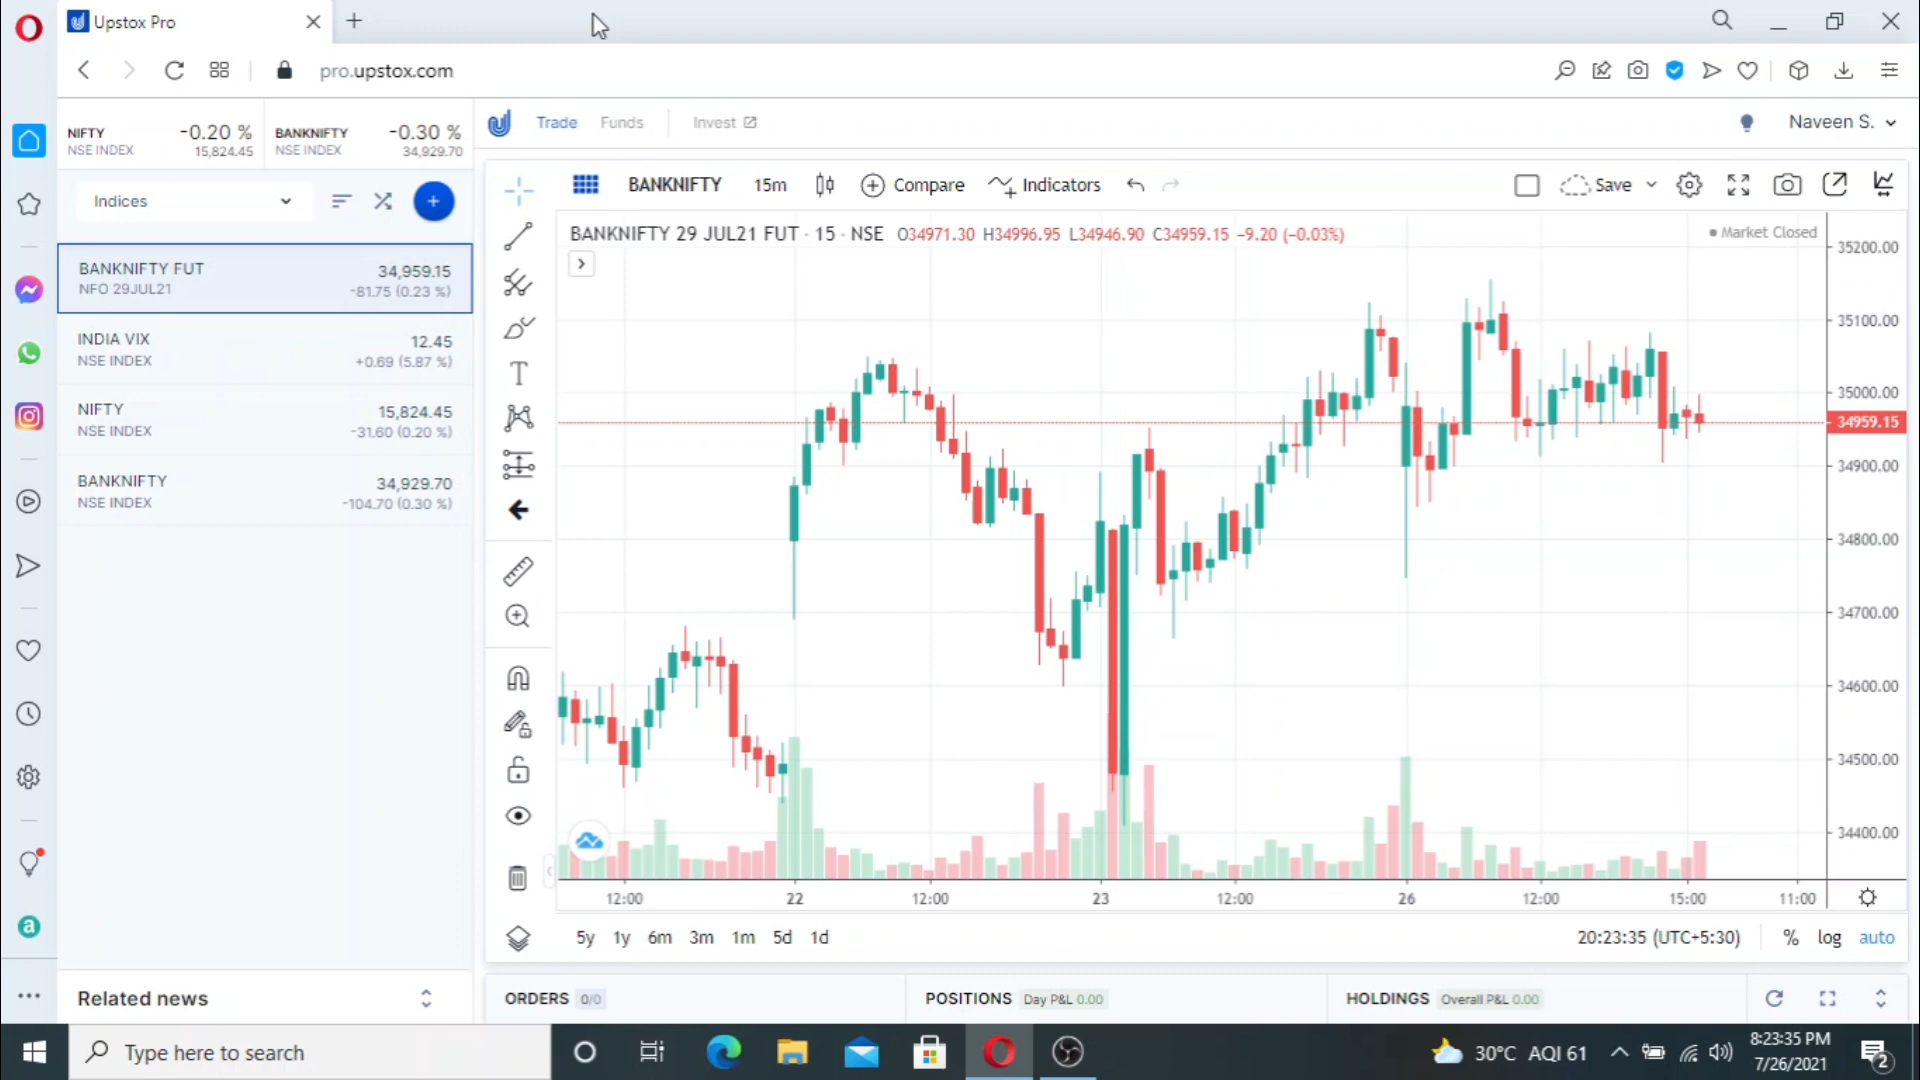 Upstox Pro
pro.upstox.com
NIFTY -0.20 %
NSE INDEX 15,824.45
BANKNIFTY -0.30 %
NSE INDEX 34,929.70
Trade Funds Invest
Naveen S.
Indices
BANKNIFTY 15m Compare Indicators Save
BANKNIFTY 29 JUL21 FUT · 15 · NSE O34971.30 H34996.95 L34946.90 C34959.15 −9.20 (−0.03%)
Market Closed
BANKNIFTY FUT 34,959.15
NFO 29JUL21 -81.75 (0.23 %)
INDIA VIX 12.45
NSE INDEX +0.69 (5.87 %)
NIFTY 15,824.45
NSE INDEX -31.60 (0.20 %)
BANKNIFTY 34,929.70
NSE INDEX -104.70 (0.30 %)
35200.00
35100.00
35000.00
34959.15
34900.00
34800.00
34700.00
34600.00
34500.00
34400.00
12:00 22 12:00 23 12:00 26 12:00 15:00 11:00
5y 1y 6m 3m 1m 5d 1d
20:23:35 (UTC+5:30) % log auto
Related news
ORDERS 0/0
POSITIONS Day P&L 0.00
HOLDINGS Overall P&L 0.00
Type here to search
30°C AQI 61
8:23:35 PM
7/26/2021
2